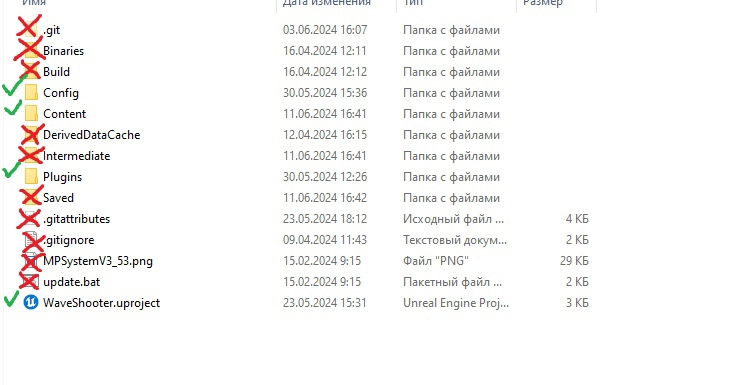 Имя Дата изменения Тип Размер
.git 03.06.2024 16:07 Папка с файлами
Binaries 16.04.2024 12:11 Папка с файлами
Build 16.04.2024 12:12 Папка с файлами
Config 30.05.2024 15:36 Папка с файлами
Content 11.06.2024 16:41 Папка с файлами
DerivedDataCache 12.04.2024 16:15 Папка с файлами
Intermediate 11.06.2024 16:41 Папка с файлами
Plugins 30.05.2024 12:26 Папка с файлами
Saved 11.06.2024 16:42 Папка с файлами
.gitattributes 23.05.2024 18:12 Исходный файл ... 4 КБ
.gitignore 09.04.2024 11:43 Текстовый докум... 2 КБ
MPSystemV3_53.png 15.02.2024 9:15 Файл "PNG" 29 КБ
update.bat 15.02.2024 9:15 Пакетный файл ... 2 КБ
WaveShooter.uproject 23.05.2024 15:31 Unreal Engine Proj... 3 КБ